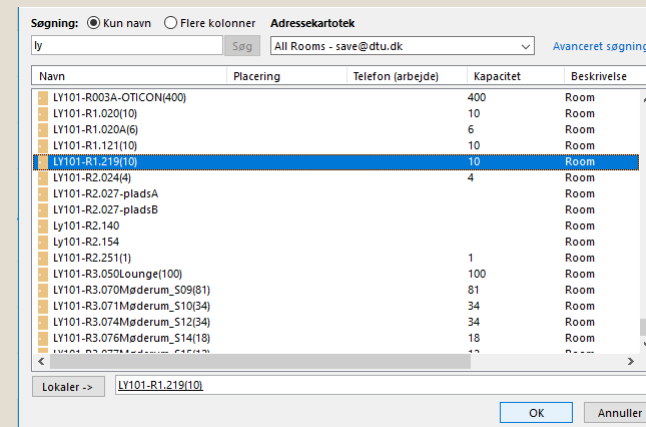 Søgning: Kun navn Flere kolonner Adressekartotek
ly Søg All Rooms - save@dtu.dk Avanceret søgning
Navn Placering Telefon (arbejde) Kapacitet Beskrivelse
LY101-R003A-OTICON(400) 400 Room
LY101-R1.020(10) 10 Room
LY101-R1.020A(6) 6 Room
LY101-R1.121(10) 10 Room
LY101-R1.219(10) 10 Room
LY101-R2.024(4) 4 Room
LY101-R2.027-pladsA Room
LY101-R2.027-pladsB Room
Ly101-R2.140 Room
Ly101-R2.154 Room
LY101-R2.251(1) 1 Room
LY101-R3.050Lounge(100) 100 Room
LY101-R3.070Møderum_S09(81) 81 Room
LY101-R3.071Møderum_S10(34) 34 Room
LY101-R3.074Møderum_S12(34) 34 Room
LY101-R3.076Møderum_S14(18) 18 Room
Lokaler -> LY101-R1.219(10)
OK Annuller